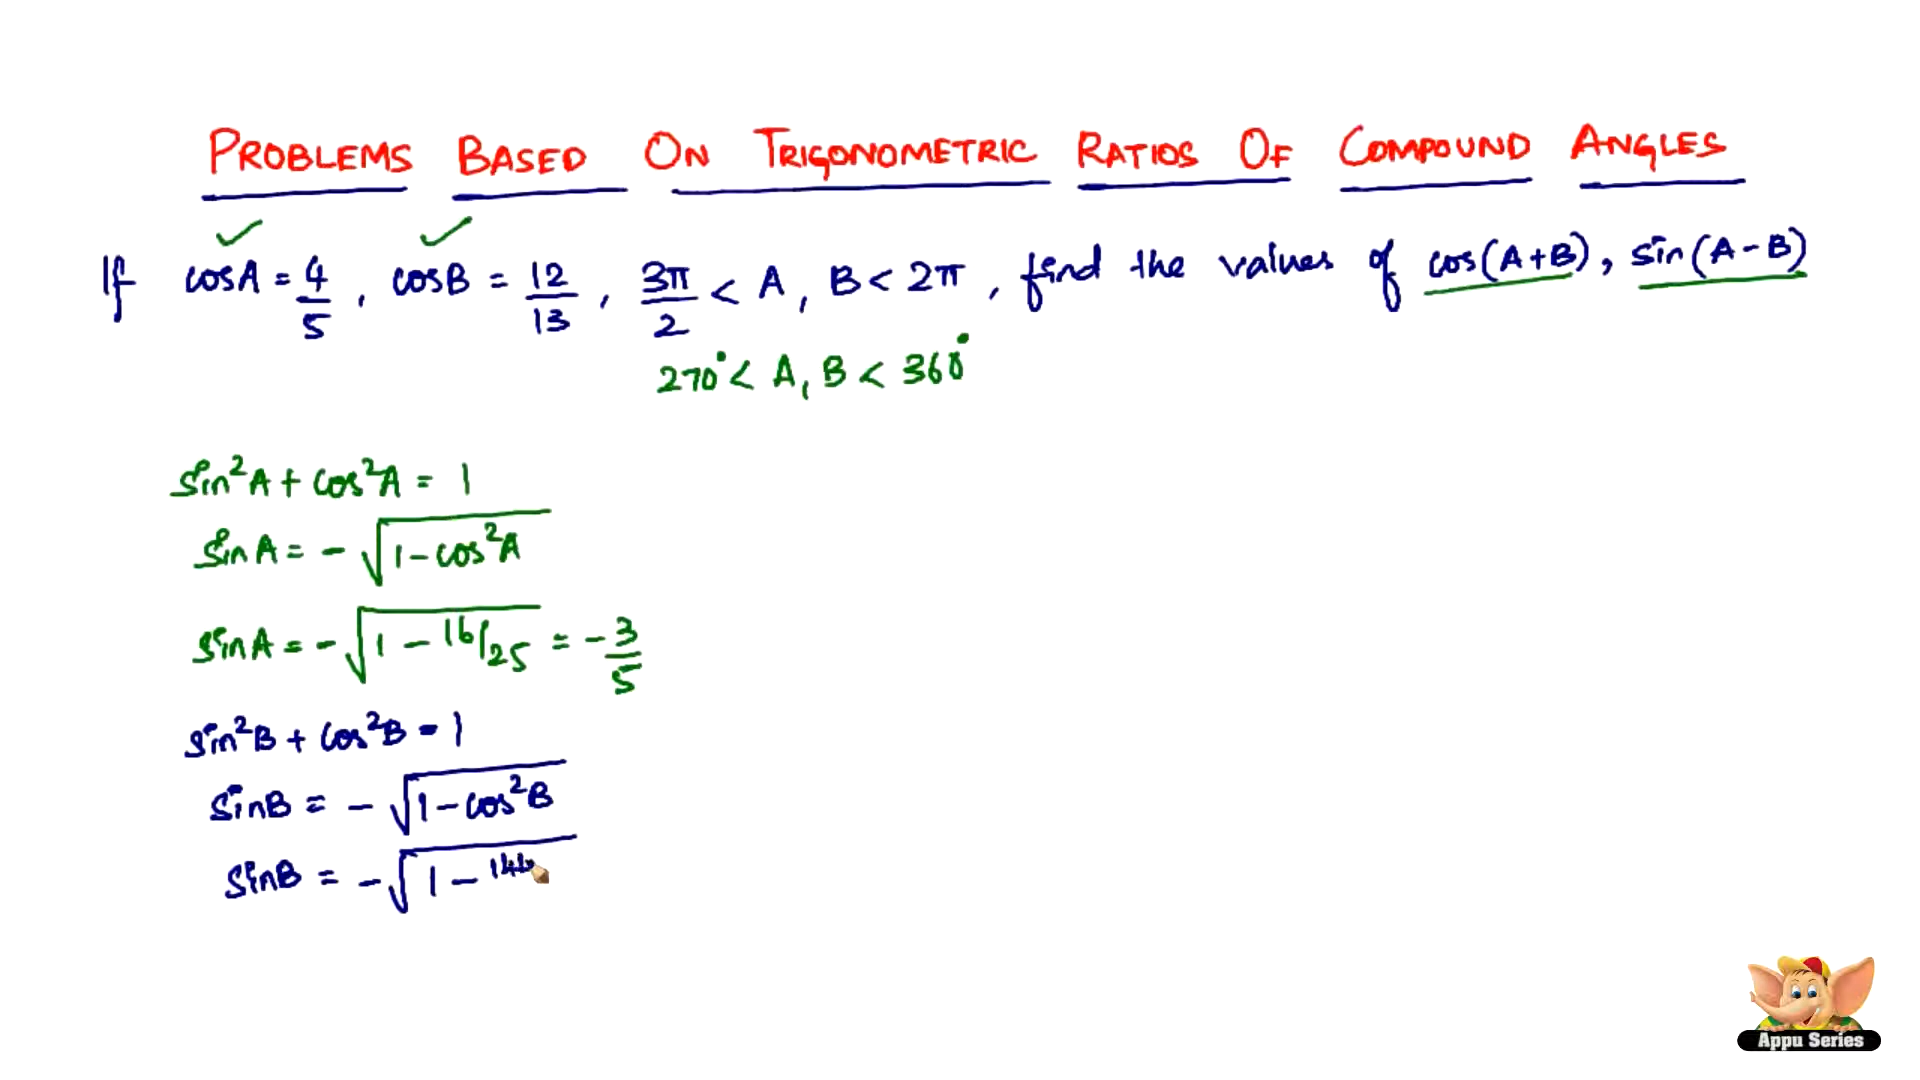 PROBLEMS BASED ON TRIGONOMETRIC RATIOS OF COMPOUND ANGLES
If cosA = 4/5, cosB = 12/13, 3π/2 < A, B < 2π, find the values of cos(A+B), sin(A-B)
270° < A, B < 360°
sin²A + cos²A = 1
sinA = -√(1-cos²A)
sinA = -√(1-16/25) = -3/5
sin²B + cos²B = 1
sinB = -√(1-cos²B)
sinB = -√(1-144
Appu Series